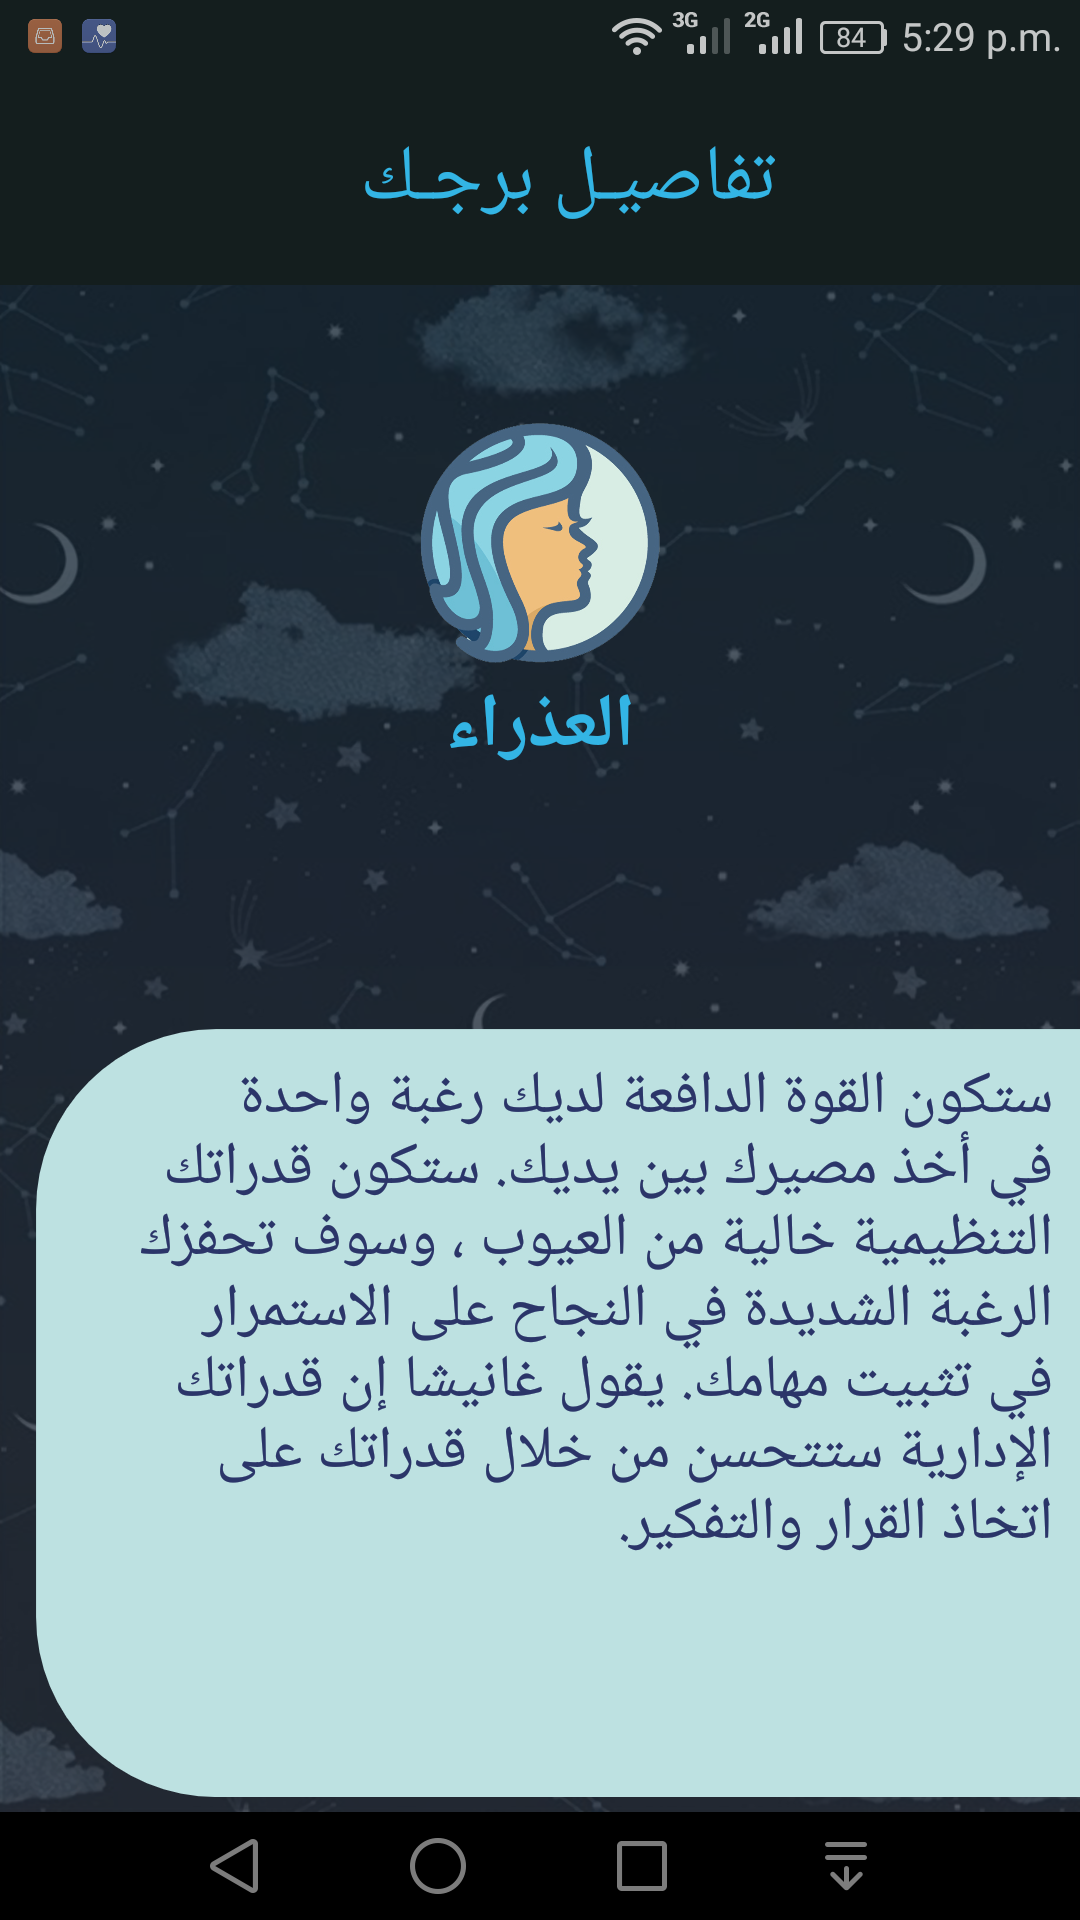 3G 2G 84 5:29 p.m.
تفاصيـل برجـك
العذراء
ستكون القوة الدافعة لديك رغبة واحدة
في أخذ مصيرك بين يديك. ستكون قدراتك
التنظيمية خالية من العيوب ، وسوف تحفزك
الرغبة الشديدة في النجاح على الاستمرار
في تثبيت مهامك. يقول غانيشا إن قدراتك
الإدارية ستتحسن من خلال قدراتك على
اتخاذ القرار والتفكير.